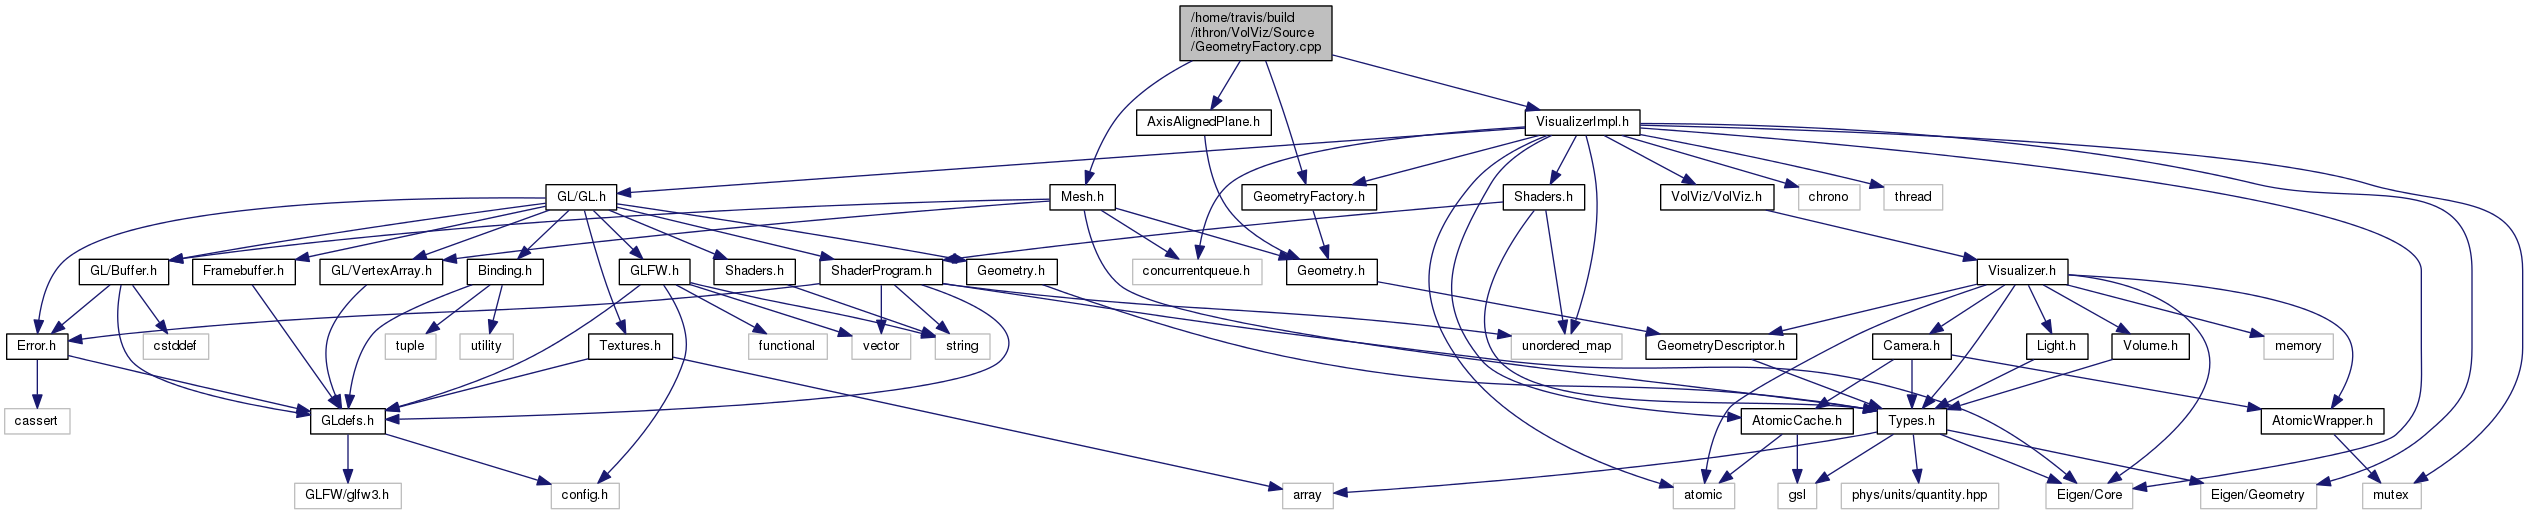 /home/travis/build
/ithron/VolViz/Source
/GeometryFactory.cpp
AxisAlignedPlane.h
VisualizerImpl.h
GL/GL.h
Mesh.h
GeometryFactory.h
Shaders.h
VolViz/VolViz.h
chrono
thread
GL/Buffer.h
Framebuffer.h
GL/VertexArray.h
Binding.h
GLFW.h
Shaders.h
ShaderProgram.h
Geometry.h
concurrentqueue.h
Geometry.h
Visualizer.h
Error.h
cstddef
tuple
utility
Textures.h
functional
vector
string
unordered_map
GeometryDescriptor.h
Camera.h
Light.h
Volume.h
memory
cassert
GLdefs.h
AtomicCache.h
Types.h
AtomicWrapper.h
GLFW/glfw3.h
config.h
array
atomic
gsl
phys/units/quantity.hpp
Eigen/Core
Eigen/Geometry
mutex